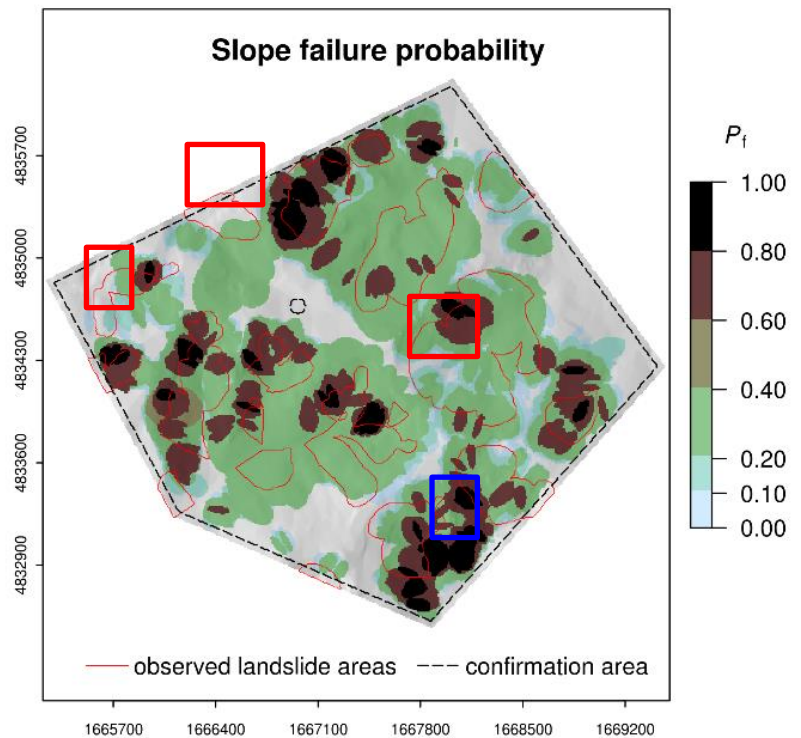 Slope failure probability
4835700
4835000
4834300
4833600
4832900
Pf
1.00
0.80
0.60
0.40
0.20
0.10
0.00
observed landslide areas
confirmation area
1665700 1666400 1667100 1667800 1668500 1669200